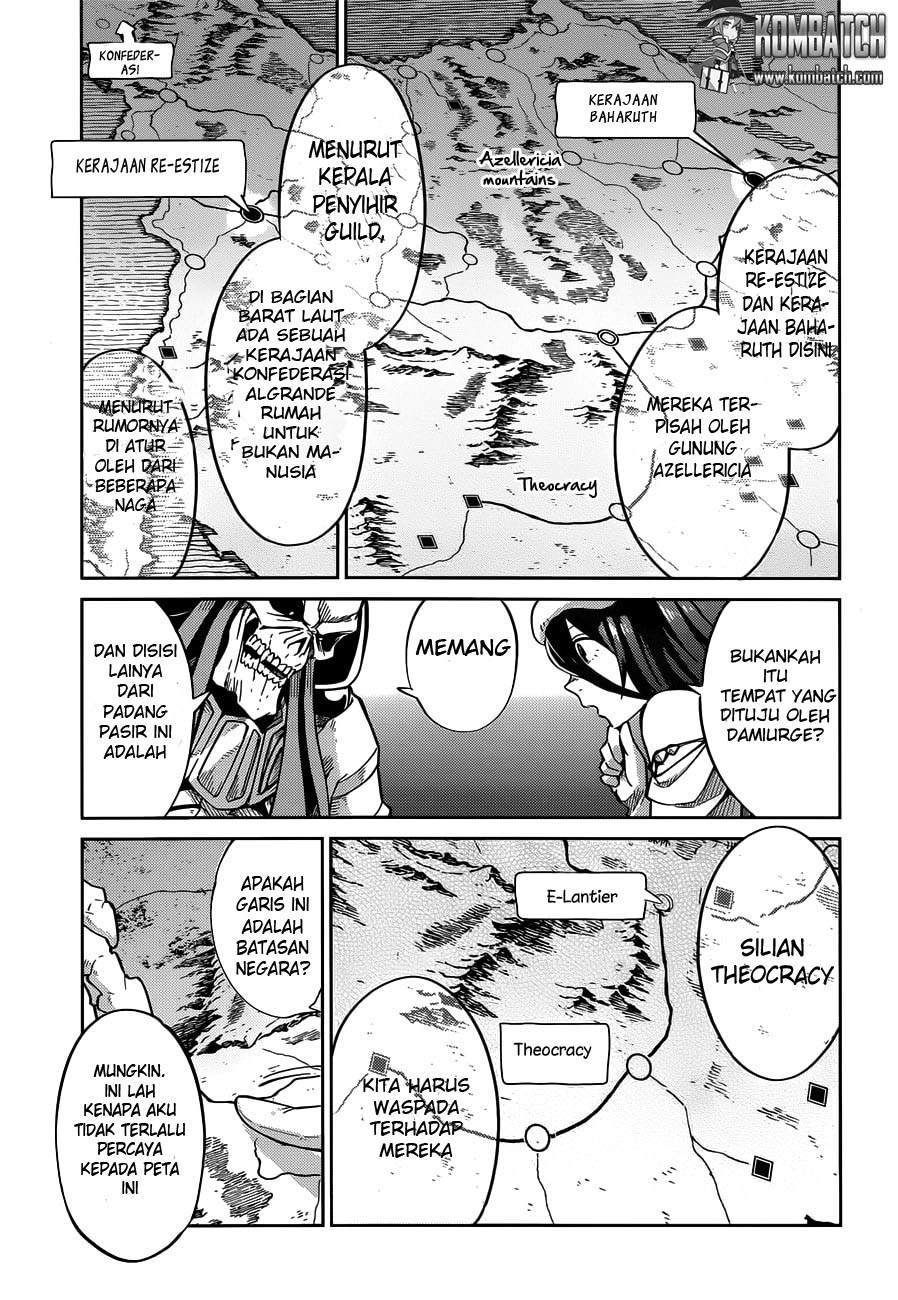 KOMBATCH
www.kombatch.com
KERAJAAN
BAHARUTH
KERAJAAN
RE-ESTIZE
DAN KERA-
JAAN BAHA-
RUTH DISINI
MEREKA TER-
PISAH OLEH
GUNUNG
AZELLERICIA
Azellericia
mountains
Theocracy
KONFEDER-
ASI
KERAJAAN RE-ESTIZE
MENURUT
KEPALA
PENYIHIR
GUILD,
DI BAGIAN
BARAT LAUT
ADA SEBUAH
KERAJAAN
KONFEDERASI
ALGRANDE
RUMAH
UNTUK
BUKAN MA-
NUSIA
MENURUT
RUMORNYA
DI ATUR
OLEH DARI
BEBERAPA
NAGA
BUKANKAH
ITU
TEMPAT YANG
DITUJU OLEH
DAMIURGE?
MEMANG
DAN DISISI
LAINYA
DARI
PADANG
PASIR INI
ADALAH
SILIAN
THEOCRACY
E-Lantier
Theocracy
KITA HARUS
WASPADA
TERHADAP
MEREKA
APAKAH
GARIS INI
ADALAH
BATASAN
NEGARA?
MUNGKIN.
INI LAH
KENAPA AKU
TIDAK TERLALU
PERCAYA
KEPADA PETA
INI